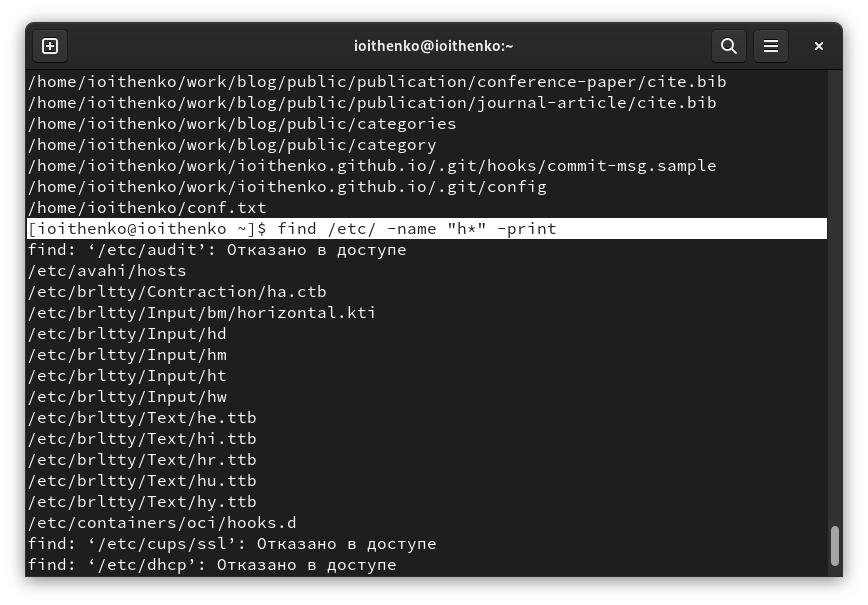 ioithenko@ioithenko:~
/home/ioithenko/work/blog/public/publication/conference-paper/cite.bib
/home/ioithenko/work/blog/public/publication/journal-article/cite.bib
/home/ioithenko/work/blog/public/categories
/home/ioithenko/work/blog/public/category
/home/ioithenko/work/ioithenko.github.io/.git/hooks/commit-msg.sample
/home/ioithenko/work/ioithenko.github.io/.git/config
/home/ioithenko/conf.txt
[ioithenko@ioithenko ~]$ find /etc/ -name "h*" -print
find: ‘/etc/audit’: Отказано в доступе
/etc/avahi/hosts
/etc/brltty/Contraction/ha.ctb
/etc/brltty/Input/bm/horizontal.kti
/etc/brltty/Input/hd
/etc/brltty/Input/hm
/etc/brltty/Input/ht
/etc/brltty/Input/hw
/etc/brltty/Text/he.ttb
/etc/brltty/Text/hi.ttb
/etc/brltty/Text/hr.ttb
/etc/brltty/Text/hu.ttb
/etc/brltty/Text/hy.ttb
/etc/containers/oci/hooks.d
find: ‘/etc/cups/ssl’: Отказано в доступе
find: ‘/etc/dhcp’: Отказано в доступе